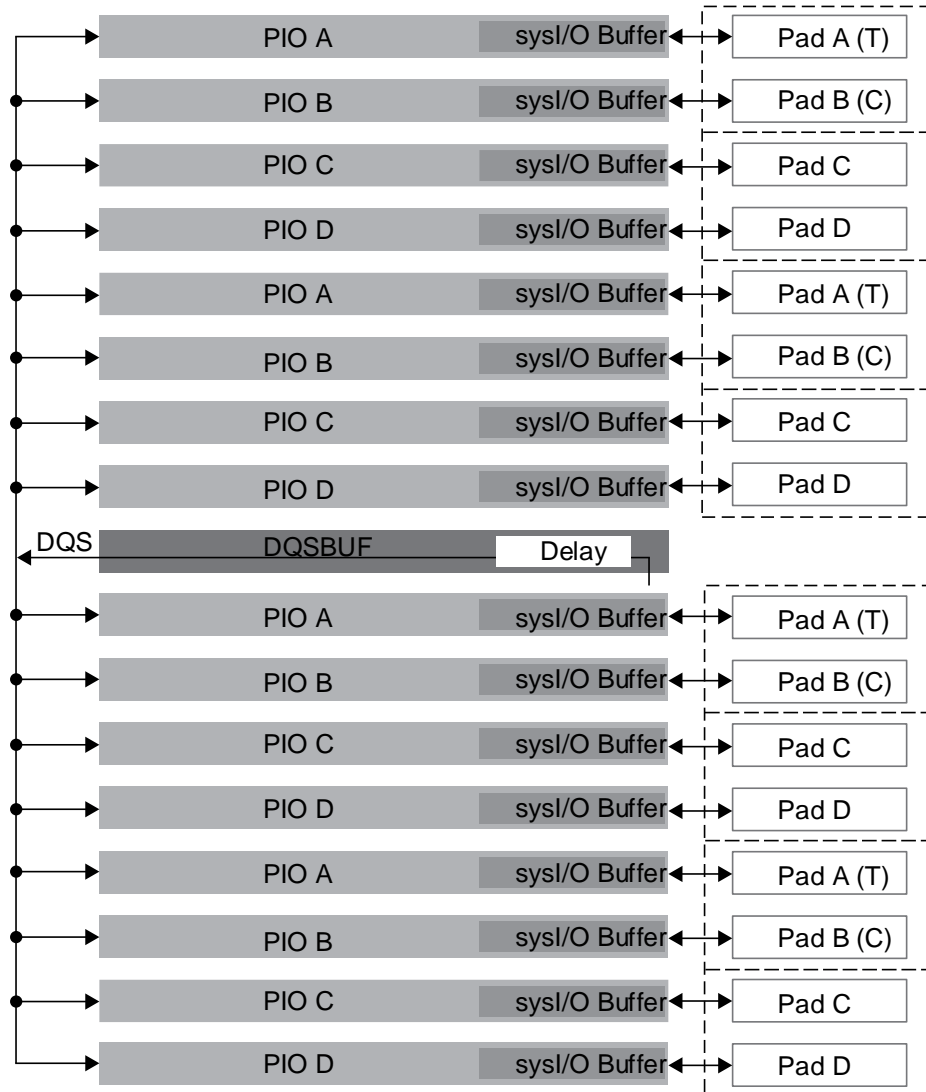 PIO A sysI/O Buffer Pad A (T)
PIO B sysI/O Buffer Pad B (C)
PIO C sysI/O Buffer Pad C
PIO D sysI/O Buffer Pad D
PIO A sysI/O Buffer Pad A (T)
PIO B sysI/O Buffer Pad B (C)
PIO C sysI/O Buffer Pad C
PIO D sysI/O Buffer Pad D
DQS DQSBUF Delay
PIO A sysI/O Buffer Pad A (T)
PIO B sysI/O Buffer Pad B (C)
PIO C sysI/O Buffer Pad C
PIO D sysI/O Buffer Pad D
PIO A sysI/O Buffer Pad A (T)
PIO B sysI/O Buffer Pad B (C)
PIO C sysI/O Buffer Pad C
PIO D sysI/O Buffer Pad D